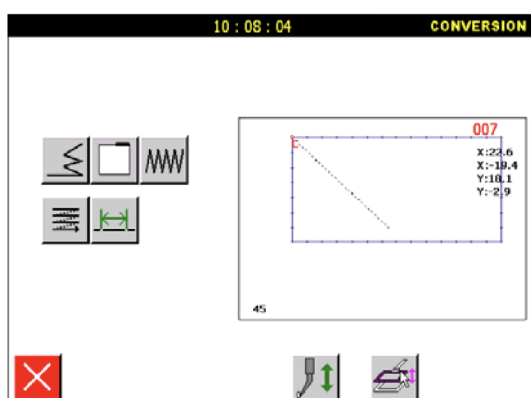 10 : 08 : 04
CONVERSION
007
X:22.6
X:-19.4
Y:18.1
Y:-2.9
45